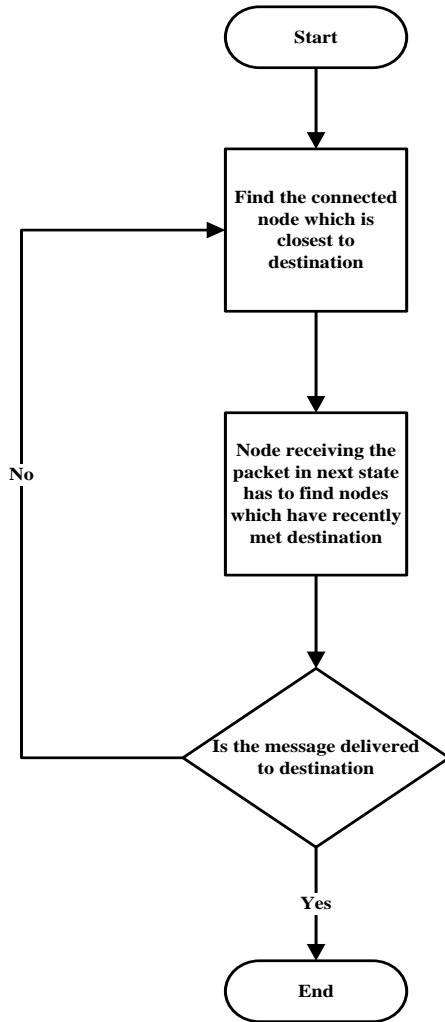 Start
Find the connected
node which is
closest to
destination
Node receiving the
packet in next state
has to find nodes
which have recently
met destination
No
Is the message delivered
to destination
Yes
End